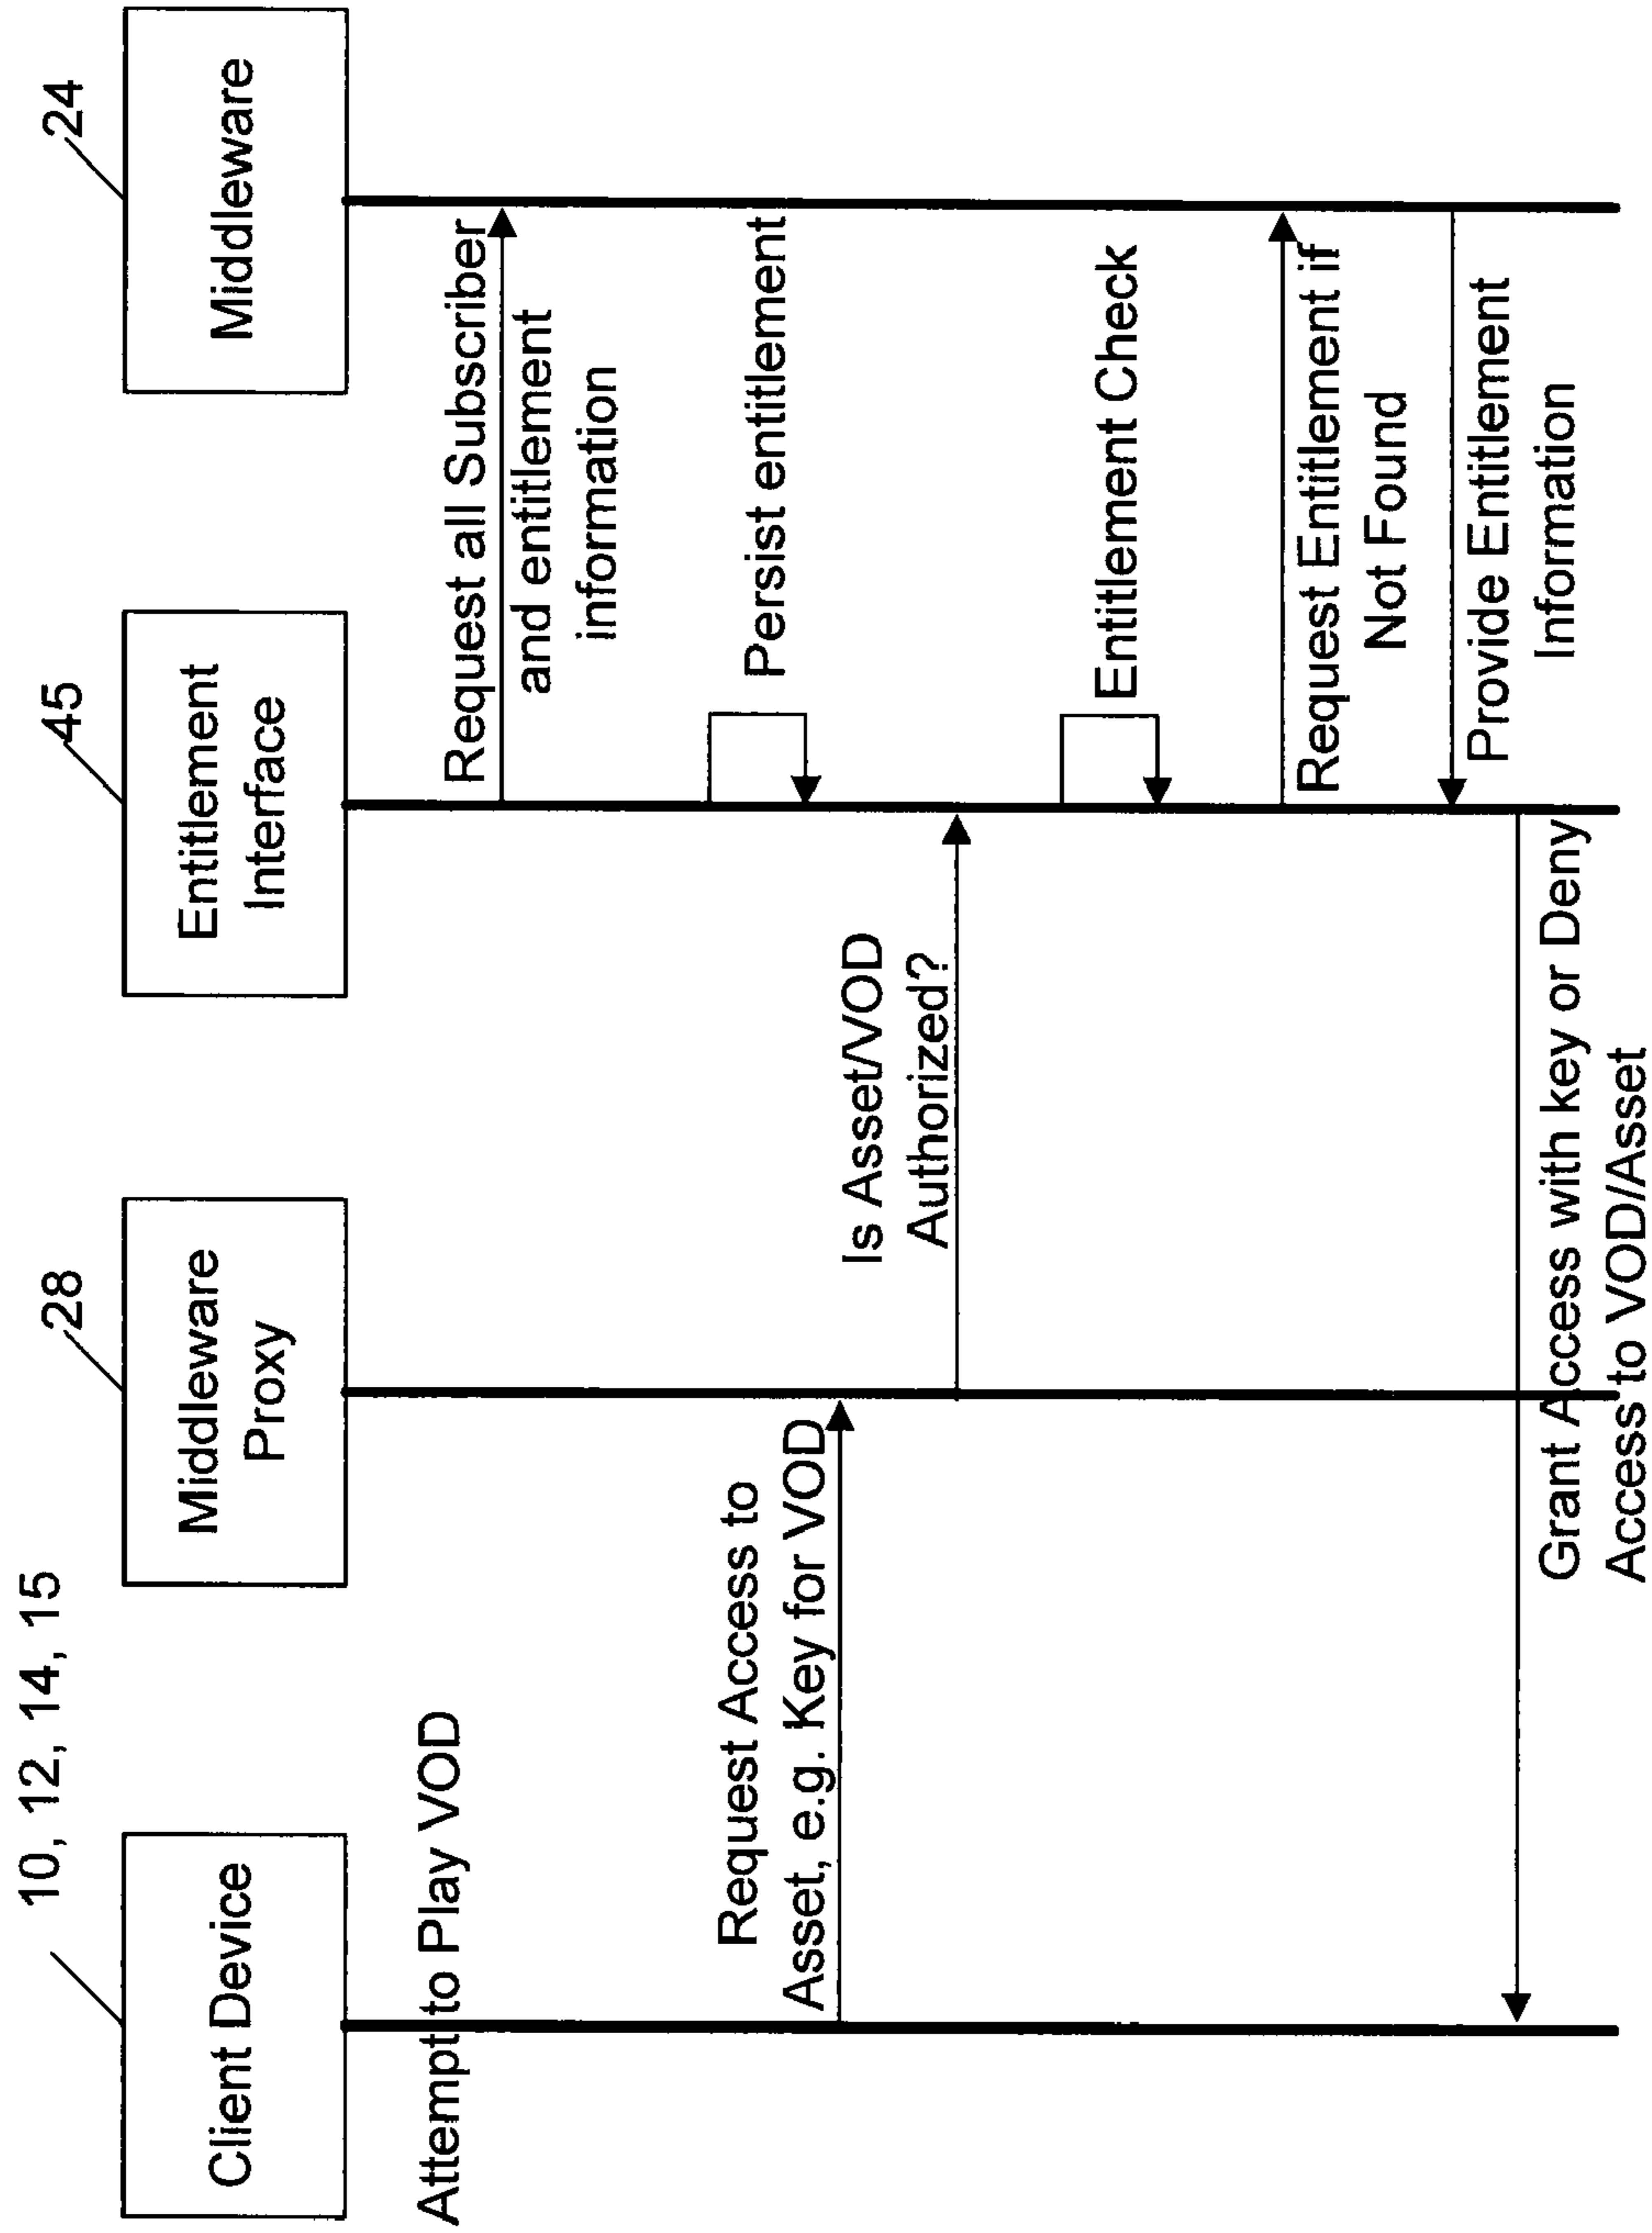 10, 12, 14, 15
28
45
24
Client Device
Middleware
Proxy
Entitlement
Interface
Middleware
Attempt to Play VOD
Request all Subscriber
and entitlement
information
Request Access to
Asset, e.g. Key for VOD
Persist entitlement
Is Asset/VOD
Authorized?
Entitlement Check
Request Entitlement if
Not Found
Provide Entitlement
Information
Grant Access with key or Deny
Access to VOD/Asset